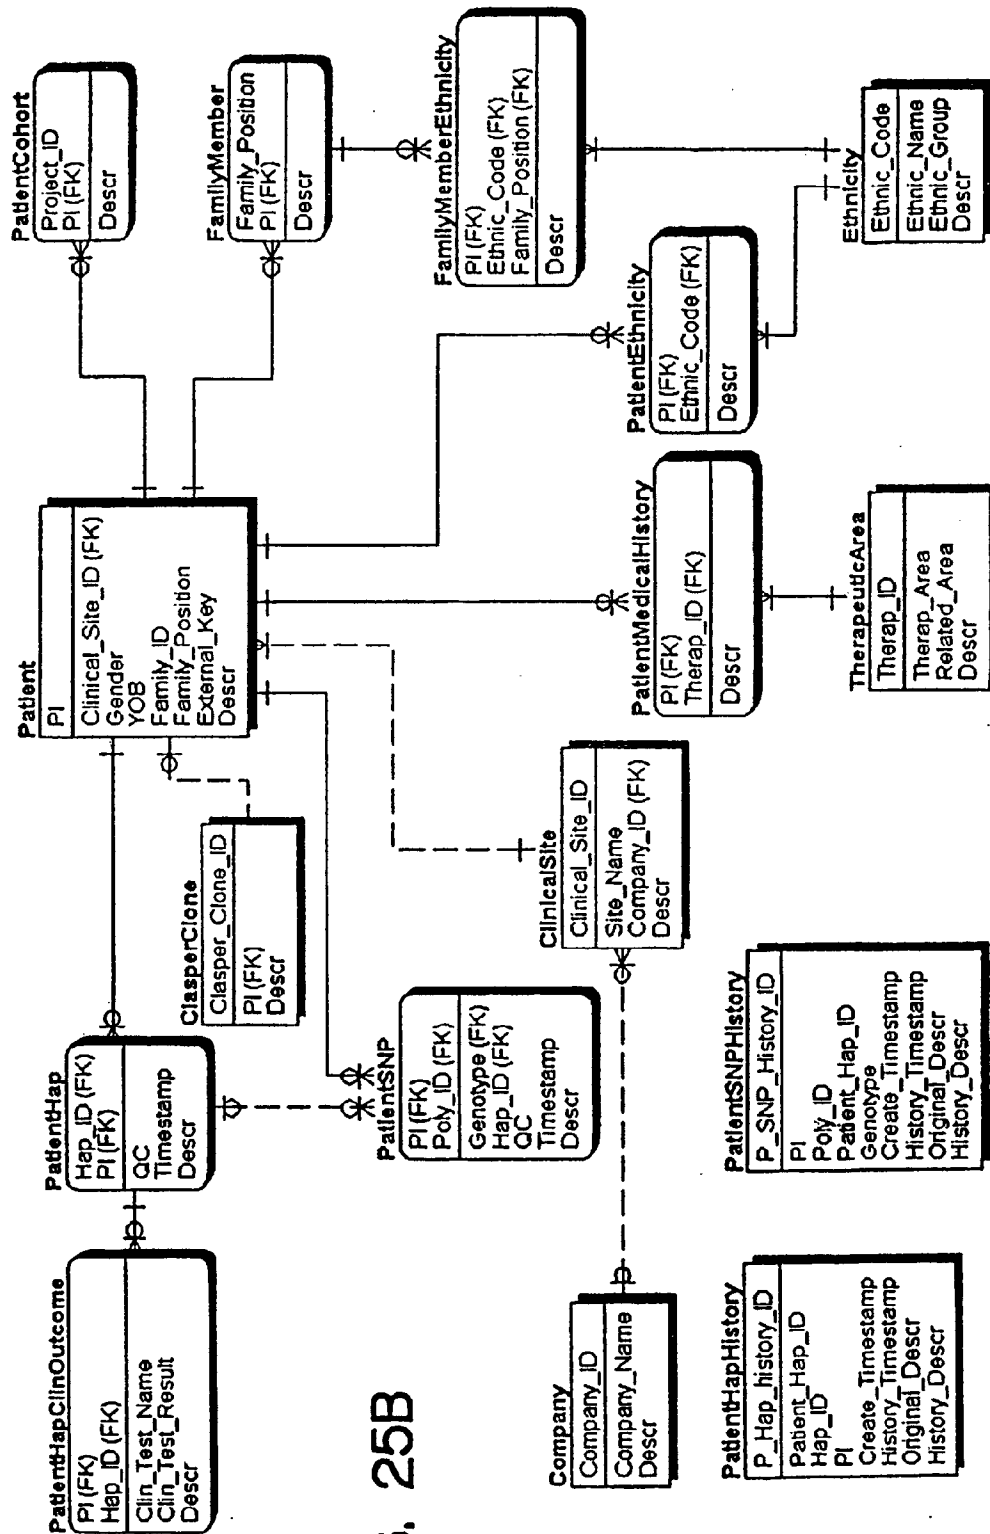 PatientHapClinOutcome
PI (FK)
Hap_ID (FK)
Clin_Test_Name
Clin_Test_Result
Descr
PatientHap
Hap_ID (FK)
PI (FK)
QC
Timestamp
Descr
Patient
PI
Clinical_Site_ID (FK)
Gender
YOB
Family_ID
Family_Position
External_Key
Descr
PatientCohort
Project_ID
PI (FK)
Descr
FamilyMember
Family_Position
PI (FK)
Descr
ClasperClone
Clasper_Clone_ID
PI (FK)
Descr
PatientSNP
PI (FK)
Poly_ID (FK)
Genotype (FK)
Hap_ID (FK)
QC
Timestamp
Descr
FamilyMemberEthnicity
PI (FK)
Ethnic_Code (FK)
Family_Position (FK)
Descr
25B
Company
Company_ID
Company_Name
Descr
ClinicalSite
Clinical_Site_ID
Site_Name
Company_ID (FK)
Descr
PatientMedicalHistory
PI (FK)
Therap_ID (FK)
Descr
PatientEthnicity
PI (FK)
Ethnic_Code (FK)
Descr
PatientHapHistory
P_Hap_history_ID
Patient_Hap_ID
Hap_ID
PI
Create_Timestamp
History_Timestamp
Original_Descr
History_Descr
PatientSNPHistory
P_SNP_History_ID
PI
Poly_ID
Patient_Hap_ID
Genotype
Create_Timestamp
History_Timestamp
Original_Descr
History_Descr
TherapeuticArea
Therap_ID
Therap_Area
Related_Area
Descr
Ethnicity
Ethnic_Code
Ethnic_Name
Ethnic_Group
Descr